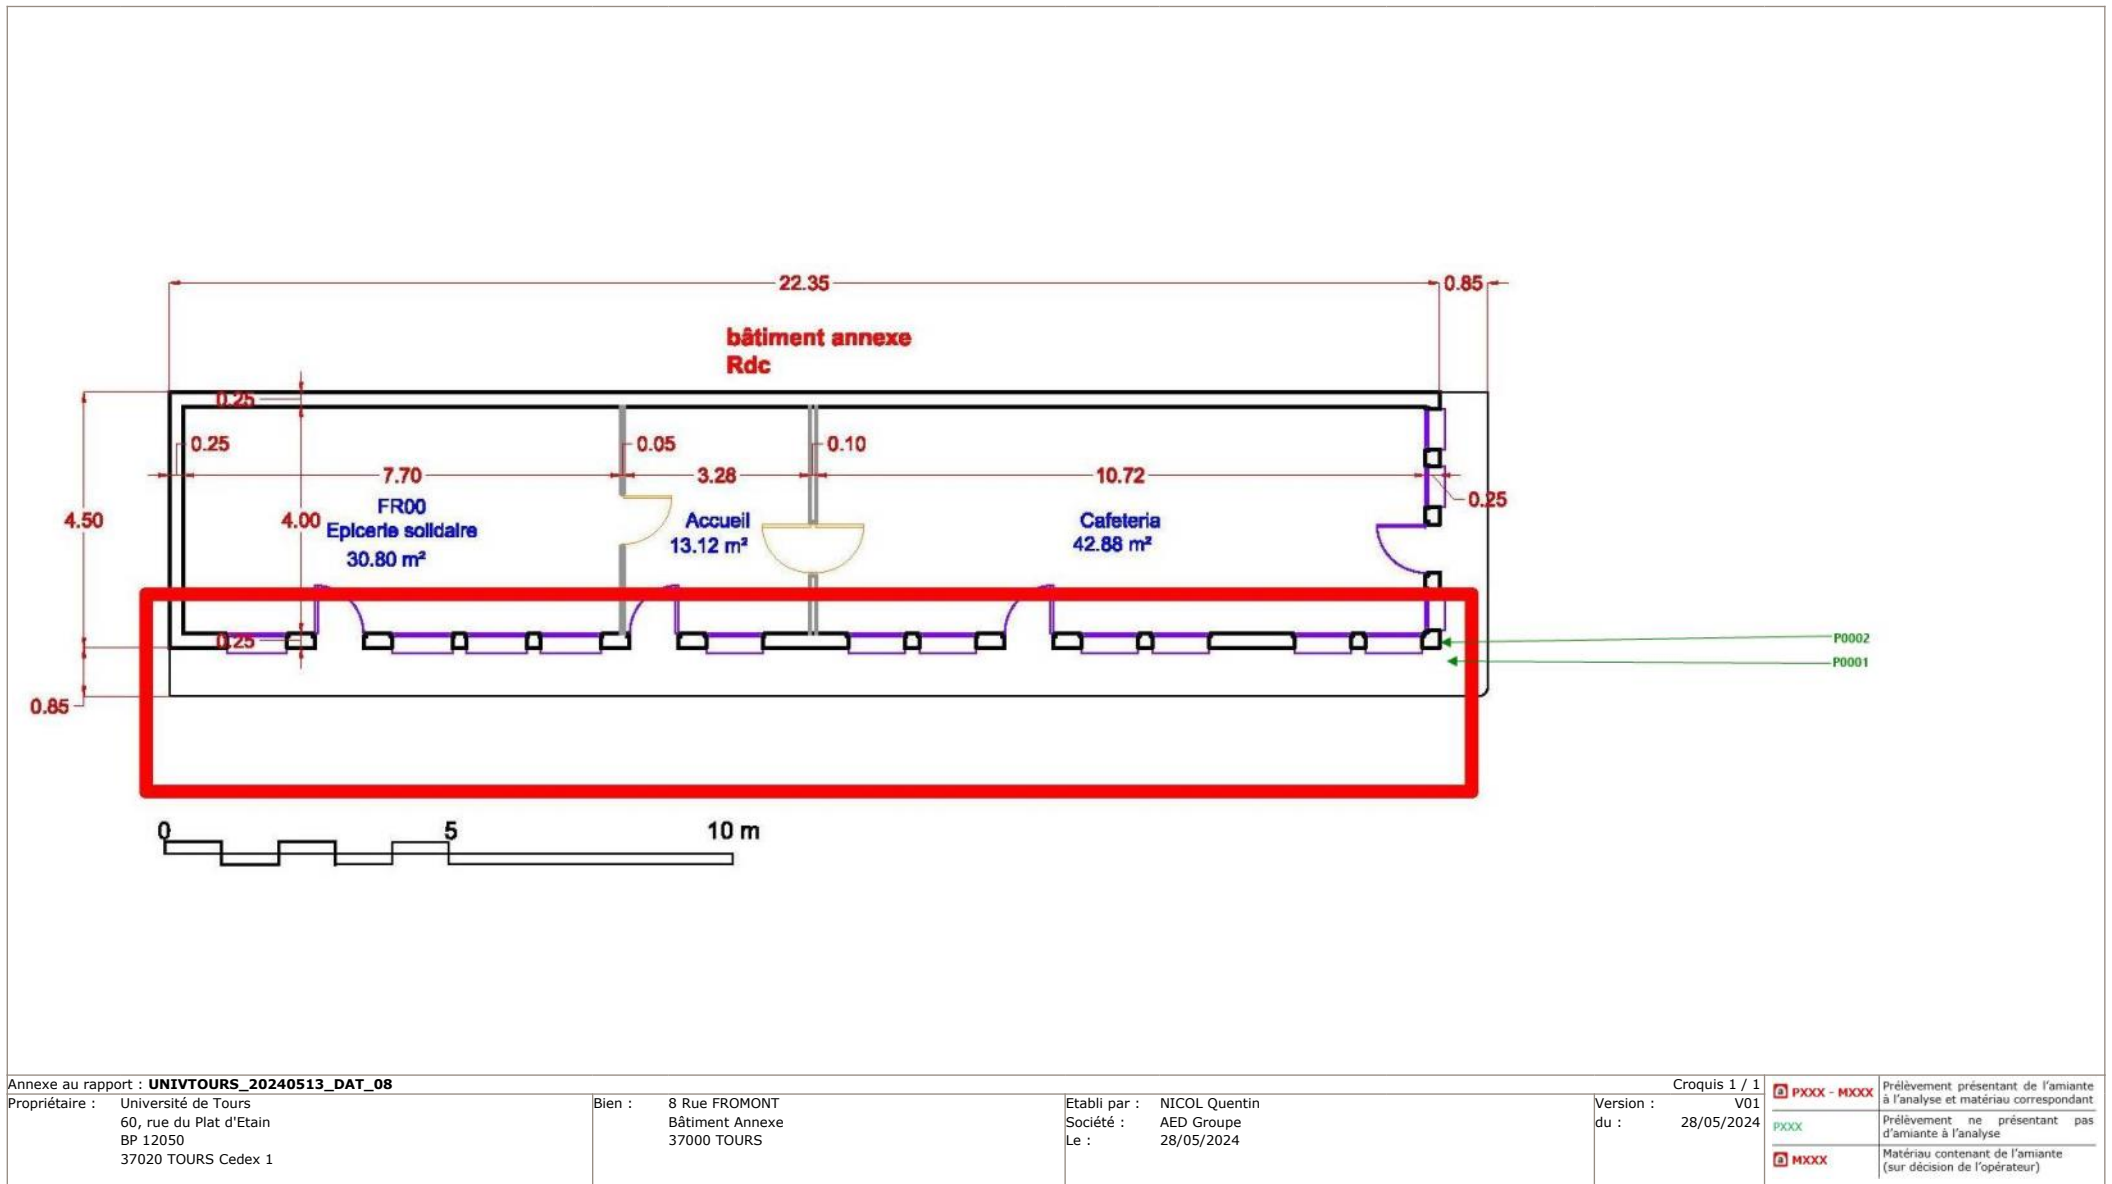 22.35
0.85
bâtiment annexe
Rdc
0.25
0.25
0.05
0.10
7.70
3.28
10.72
0.25
4.50
4.00
FR00
Epicerie solidaire
30.80 m²
Accueil
13.12 m²
Cafeteria
42.88 m²
0.25
P0002
P0001
0.85
0 5 10 m
Annexe au rapport : UNIVTOURS_20240513_DAT_08
Croquis 1 / 1
Propriétaire : Université de Tours
60, rue du Plat d'Etain
BP 12050
37020 TOURS Cedex 1
Bien : 8 Rue FROMONT
Bâtiment Annexe
37000 TOURS
Etabli par : NICOL Quentin
Société : AED Groupe
Le : 28/05/2024
Version : V01
du : 28/05/2024
a PXXX - MXXX
Prélèvement présentant de l'amiante
à l'analyse et matériau correspondant
PXXX
Prélèvement ne présentant pas
d'amiante à l'analyse
a MXXX
Matériau contenant de l'amiante
(sur décision de l'opérateur)